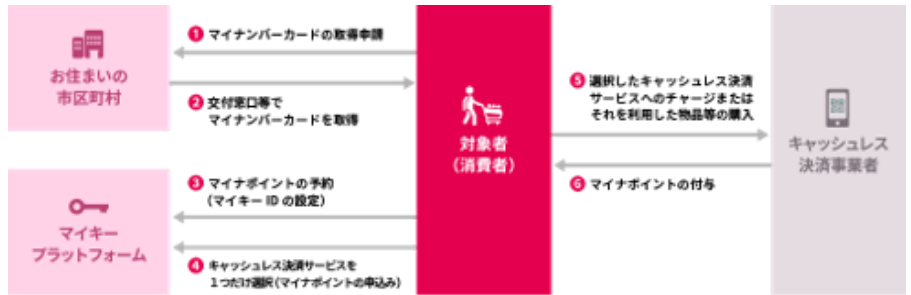 お住まいの
市区町村
1 マイナンバーカードの取得申請
2 交付窓口等で
マイナンバーカードを取得
マイキー
プラットフォーム
3 マイナポイントの予約
（マイキー ID の設定）
4 キャッシュレス決済サービスを
1つだけ選択（マイナポイントの申込み）
対象者
（消費者）
5 選択したキャッシュレス決済
サービスへのチャージまたは
それを利用した物品等の購入
6 マイナポイントの付与
キャッシュレス
決済事業者